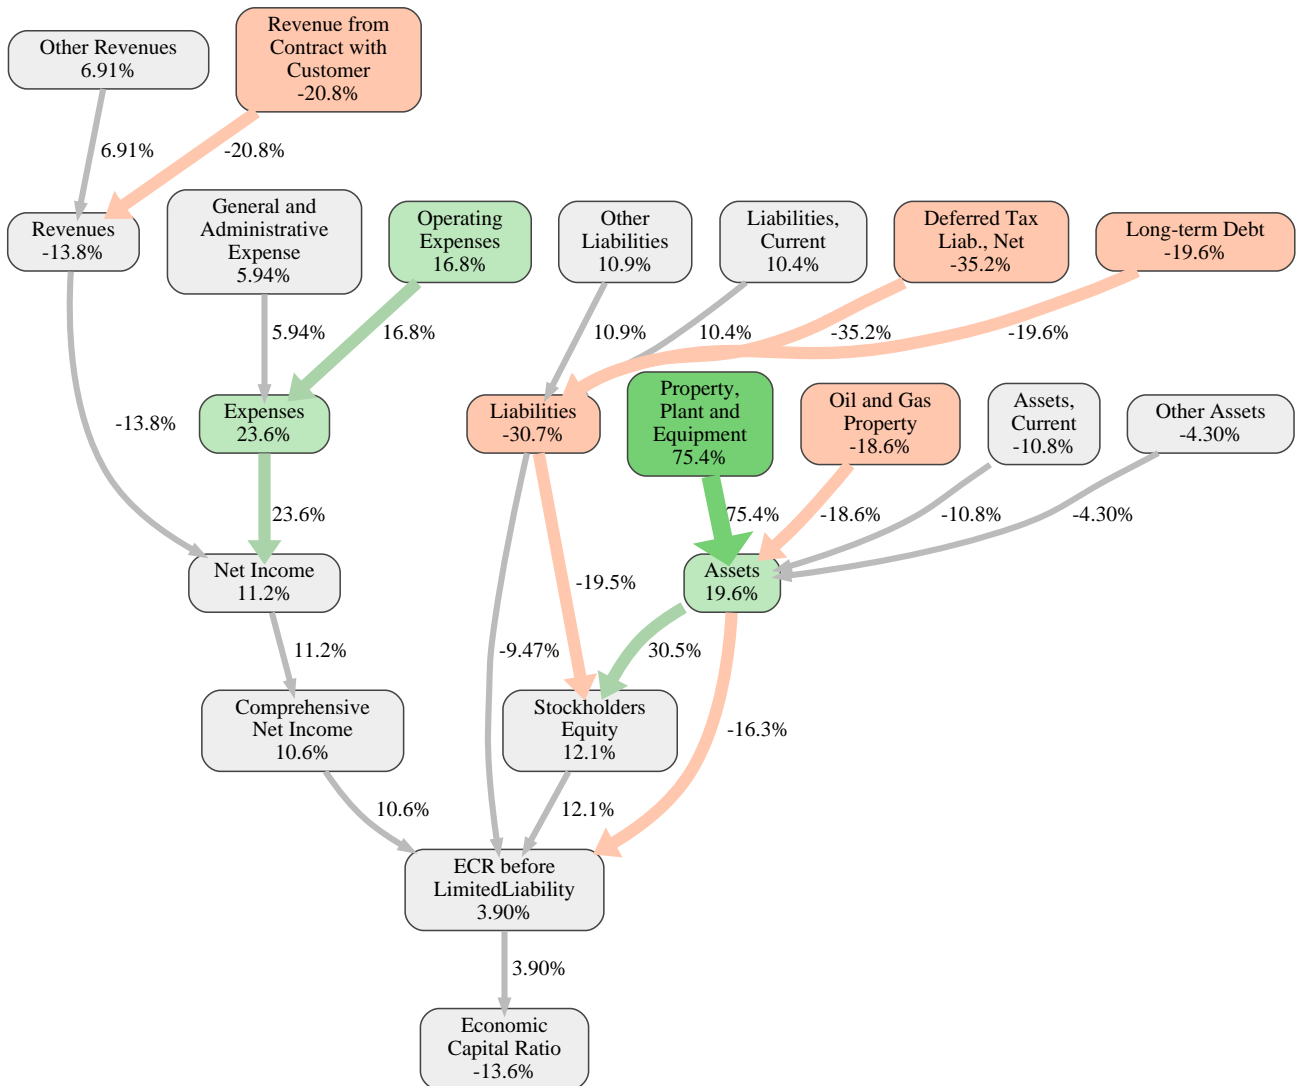 Other Revenues
6.91%
Revenue from
Contract with
Customer
-20.8%
6.91%
-20.8%
Revenues
-13.8%
General and
Administrative
Expense
5.94%
Operating
Expenses
16.8%
Other
Liabilities
10.9%
Liabilities,
Current
10.4%
Deferred Tax
Liab., Net
-35.2%
Long-term Debt
-19.6%
5.94%
16.8%
10.9%
10.4%
-35.2%
-19.6%
-13.8%
Expenses
23.6%
Liabilities
-30.7%
Property,
Plant and
Equipment
75.4%
Oil and Gas
Property
-18.6%
Assets,
Current
-10.8%
Other Assets
-4.30%
23.6%
75.4%
-18.6%
-10.8%
-4.30%
Net Income
11.2%
-19.5%
Assets
19.6%
11.2%
-9.47%
30.5%
Comprehensive
Net Income
10.6%
Stockholders
Equity
12.1%
-16.3%
10.6%
12.1%
ECR before
LimitedLiability
3.90%
3.90%
Economic
Capital Ratio
-13.6%